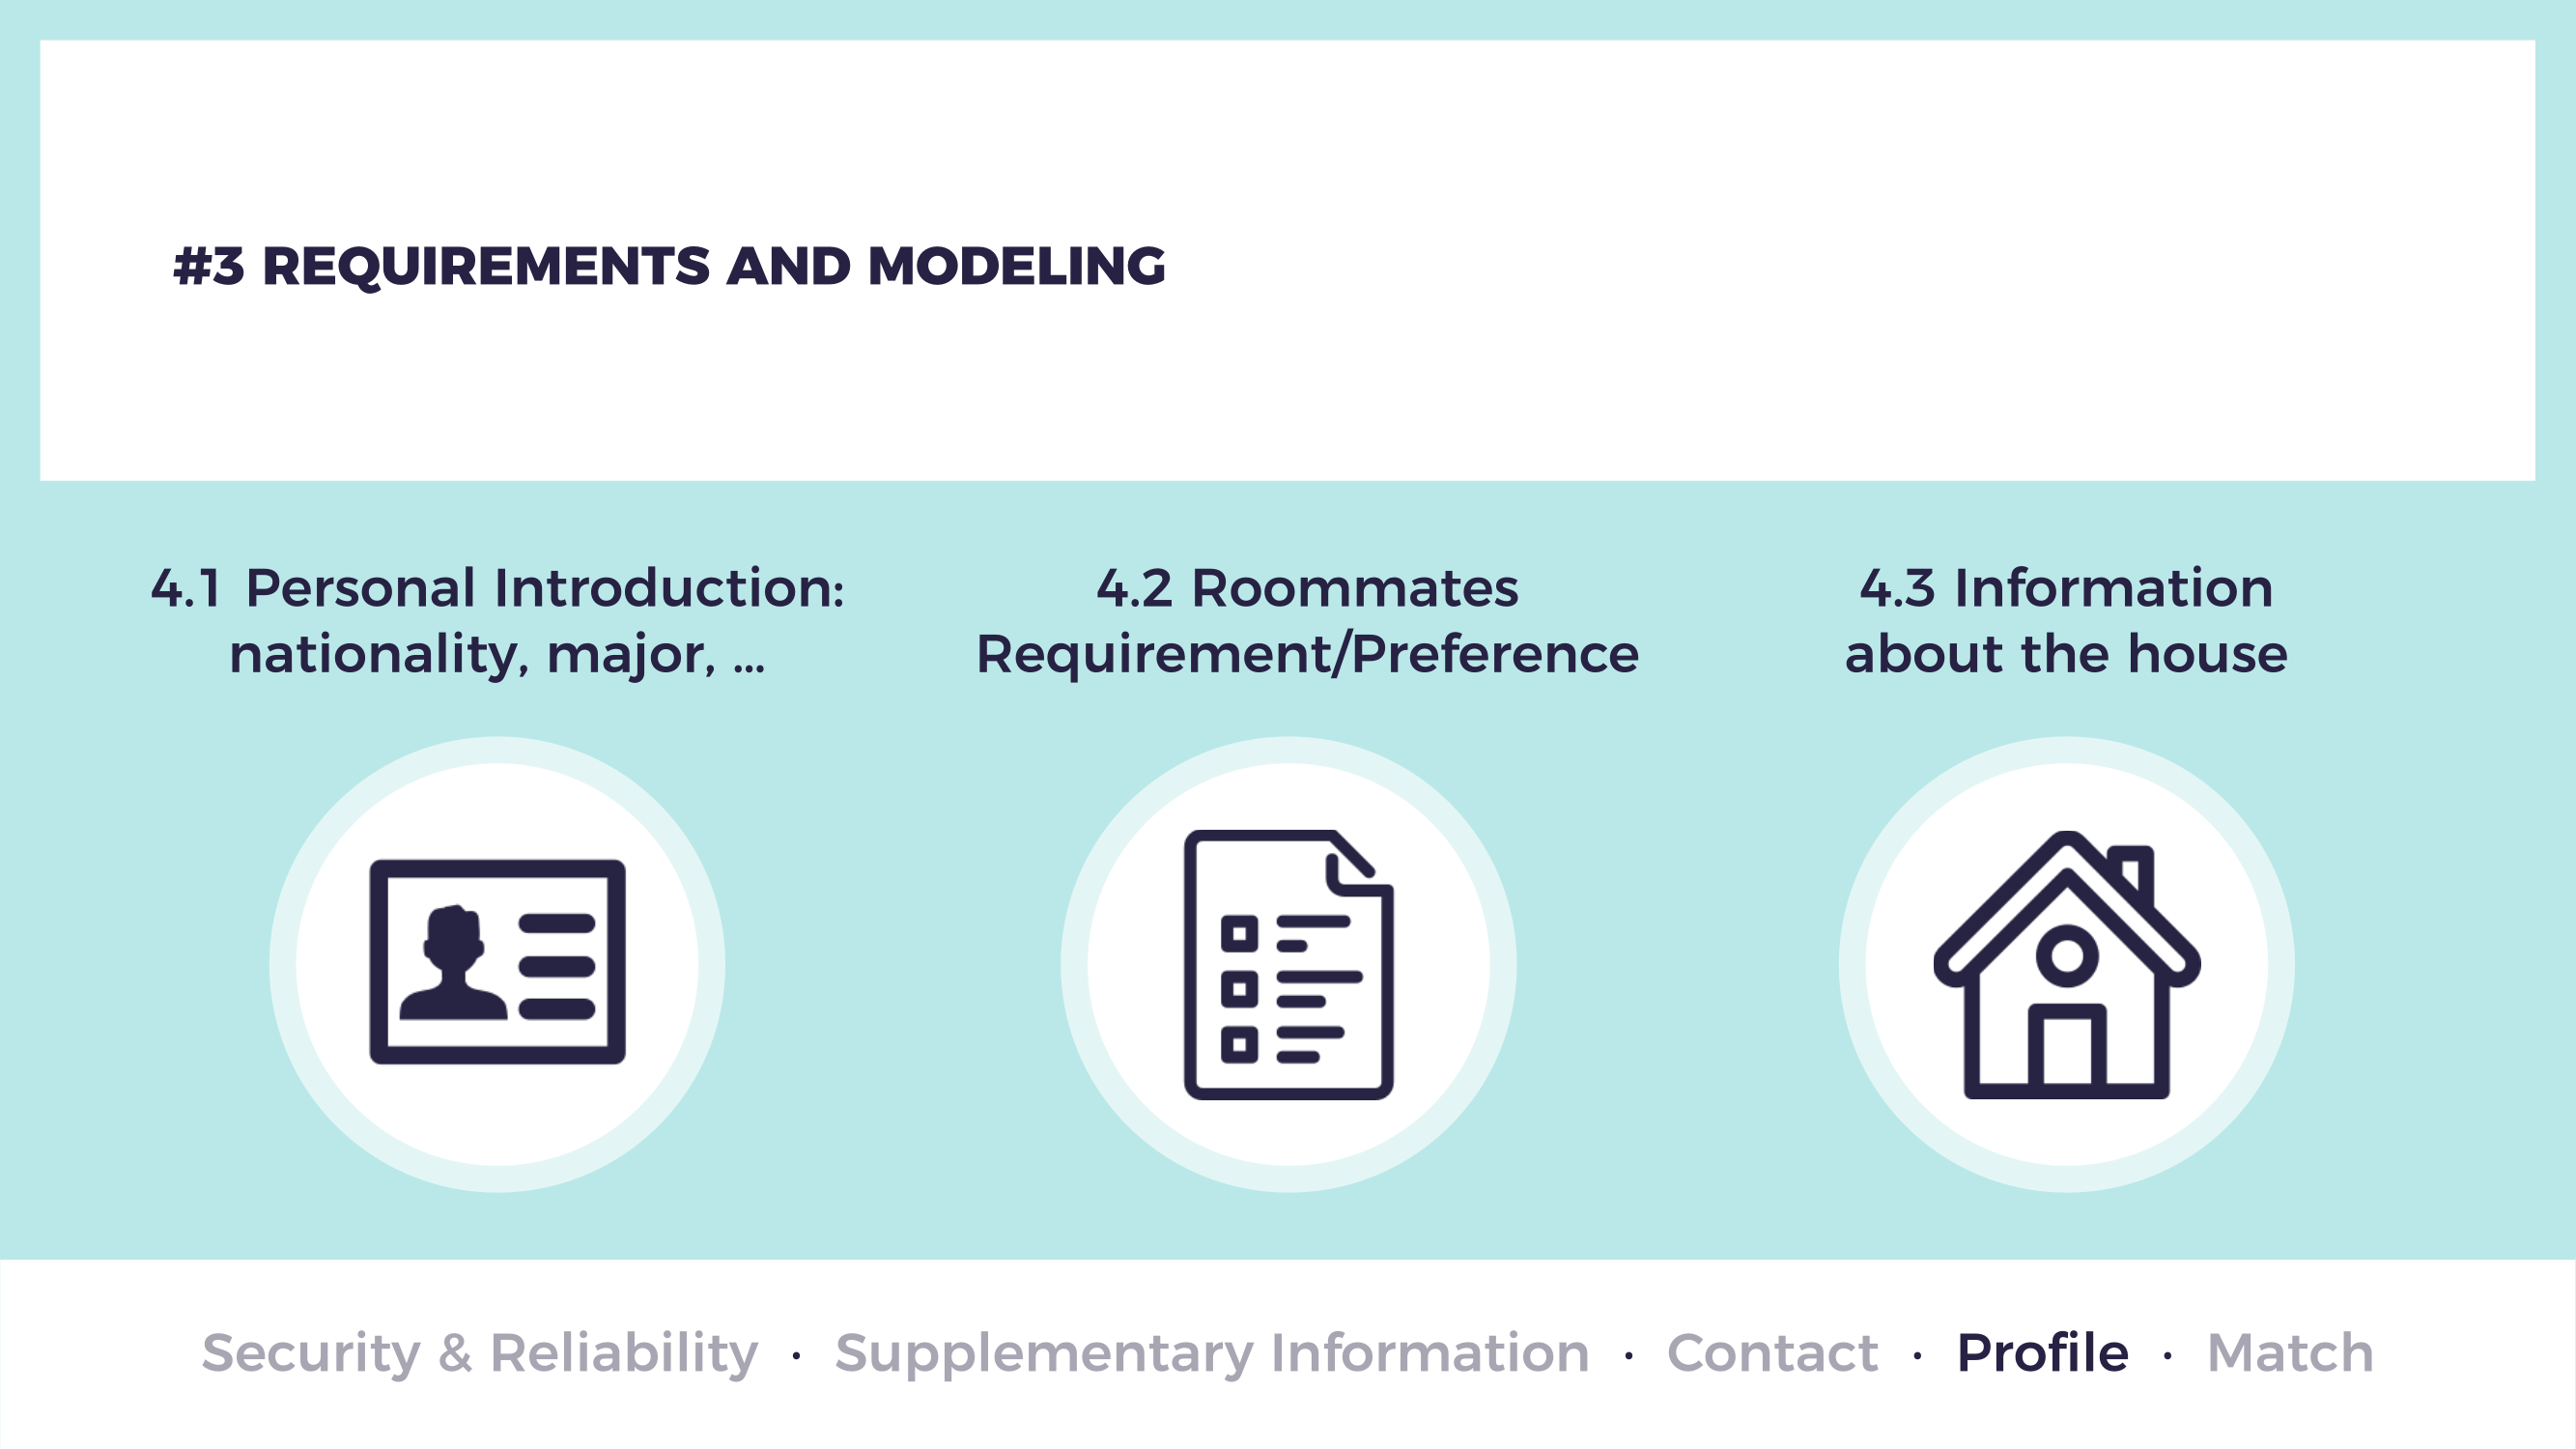 #3 REQUIREMENTS AND MODELING
4.1 Personal Introduction:
nationality, major, ...
4.2 Roommates
Requirement/Preference
4.3 Information
about the house
Security & Reliability · Supplementary Information · Contact · Profile · Match